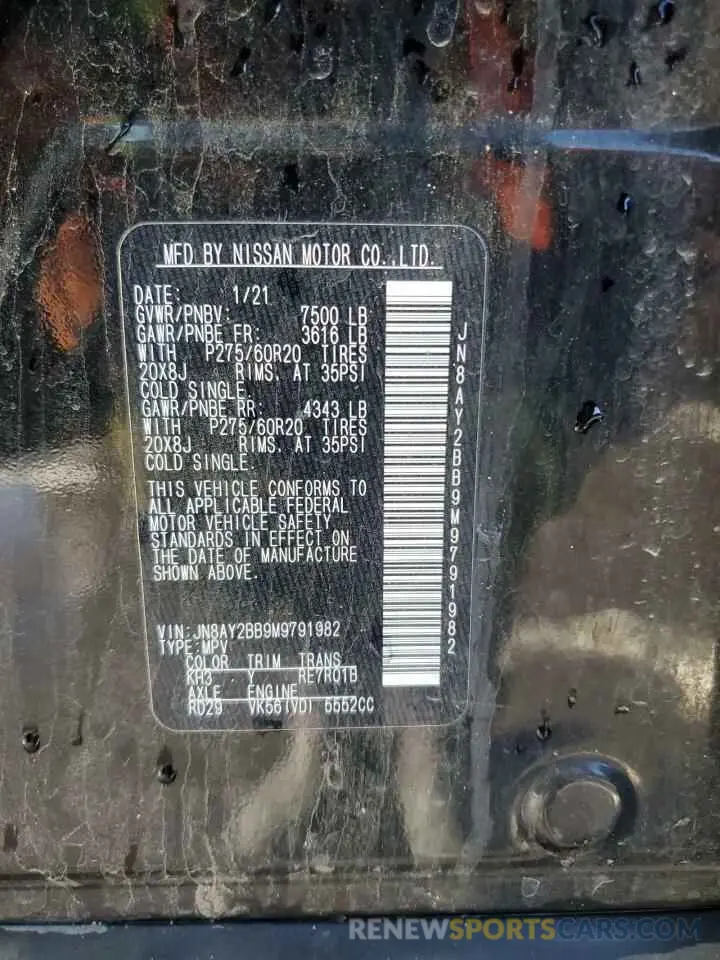 MFD BY NISSAN MOTOR CO.,LTD.
DATE: 1/21
GVWR/PNBV: 7500 LB
GAWR/PNBE FR: 3616 LB
WITH P275/60R20 TIRES
20X8J RIMS. AT 35PSI
COLD SINGLE.
GAWR/PNBE RR: 4343 LB
WITH P275/60R20 TIRES
20X8J RIMS. AT 35PSI
COLD SINGLE.
THIS VEHICLE CONFORMS TO
ALL APPLICABLE FEDERAL
MOTOR VEHICLE SAFETY
STANDARDS IN EFFECT ON
THE DATE OF MANUFACTURE
SHOWN ABOVE.
VIN:JN8AY2BB9M9791982
TYPE:MPV
COLOR TRIM TRANS
KH3 Y RE7R01B
AXLE ENGINE
RD29 VK56(VD) 5552CC
JN8AY2BB9M9791982
RENEWSPORTSCARS.COM